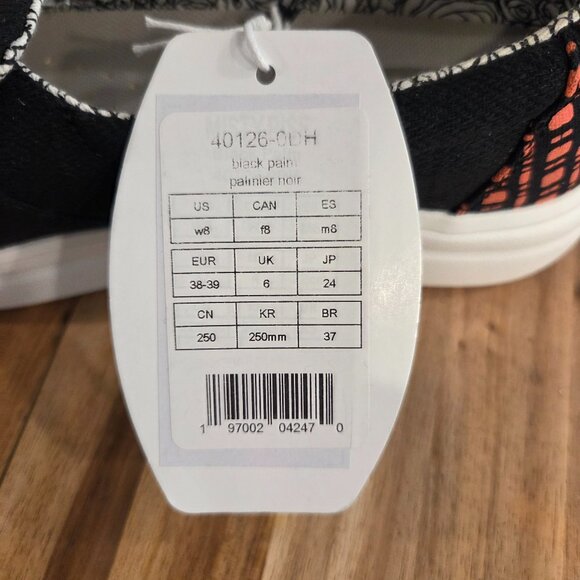 40126-0DH
black palm
palmier noir
US CAN ES
w8 f8 m8
EUR UK JP
38-39 6 24
CN KR BR
250 250mm 37
1 97002 04247 0